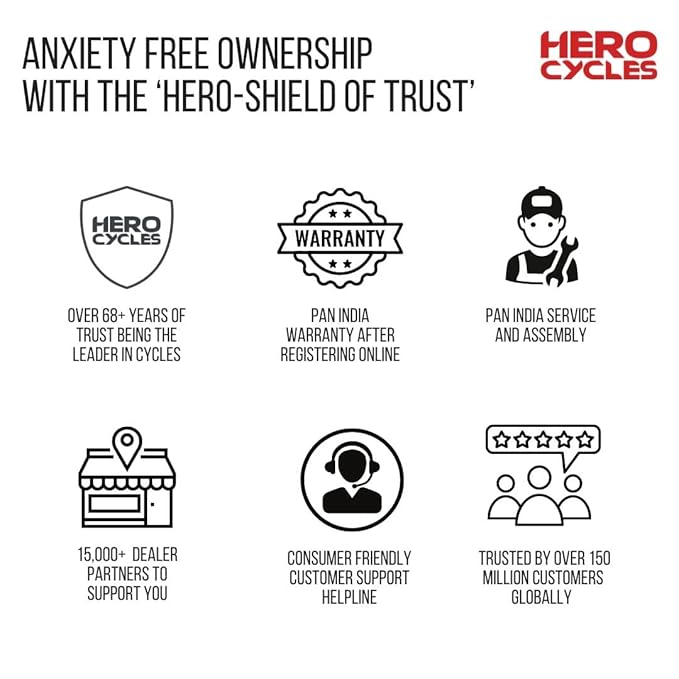 ANXIETY FREE OWNERSHIP
WITH THE ‘HERO-SHIELD OF TRUST’
HERO
CYCLES
HERO
CYCLES
OVER 68+ YEARS OF
TRUST BEING THE
LEADER IN CYCLES
WARRANTY
PAN INDIA
WARRANTY AFTER
REGISTERING ONLINE
PAN INDIA SERVICE
AND ASSEMBLY
15,000+ DEALER
PARTNERS TO
SUPPORT YOU
CONSUMER FRIENDLY
CUSTOMER SUPPORT
HELPLINE
TRUSTED BY OVER 150
MILLION CUSTOMERS
GLOBALLY